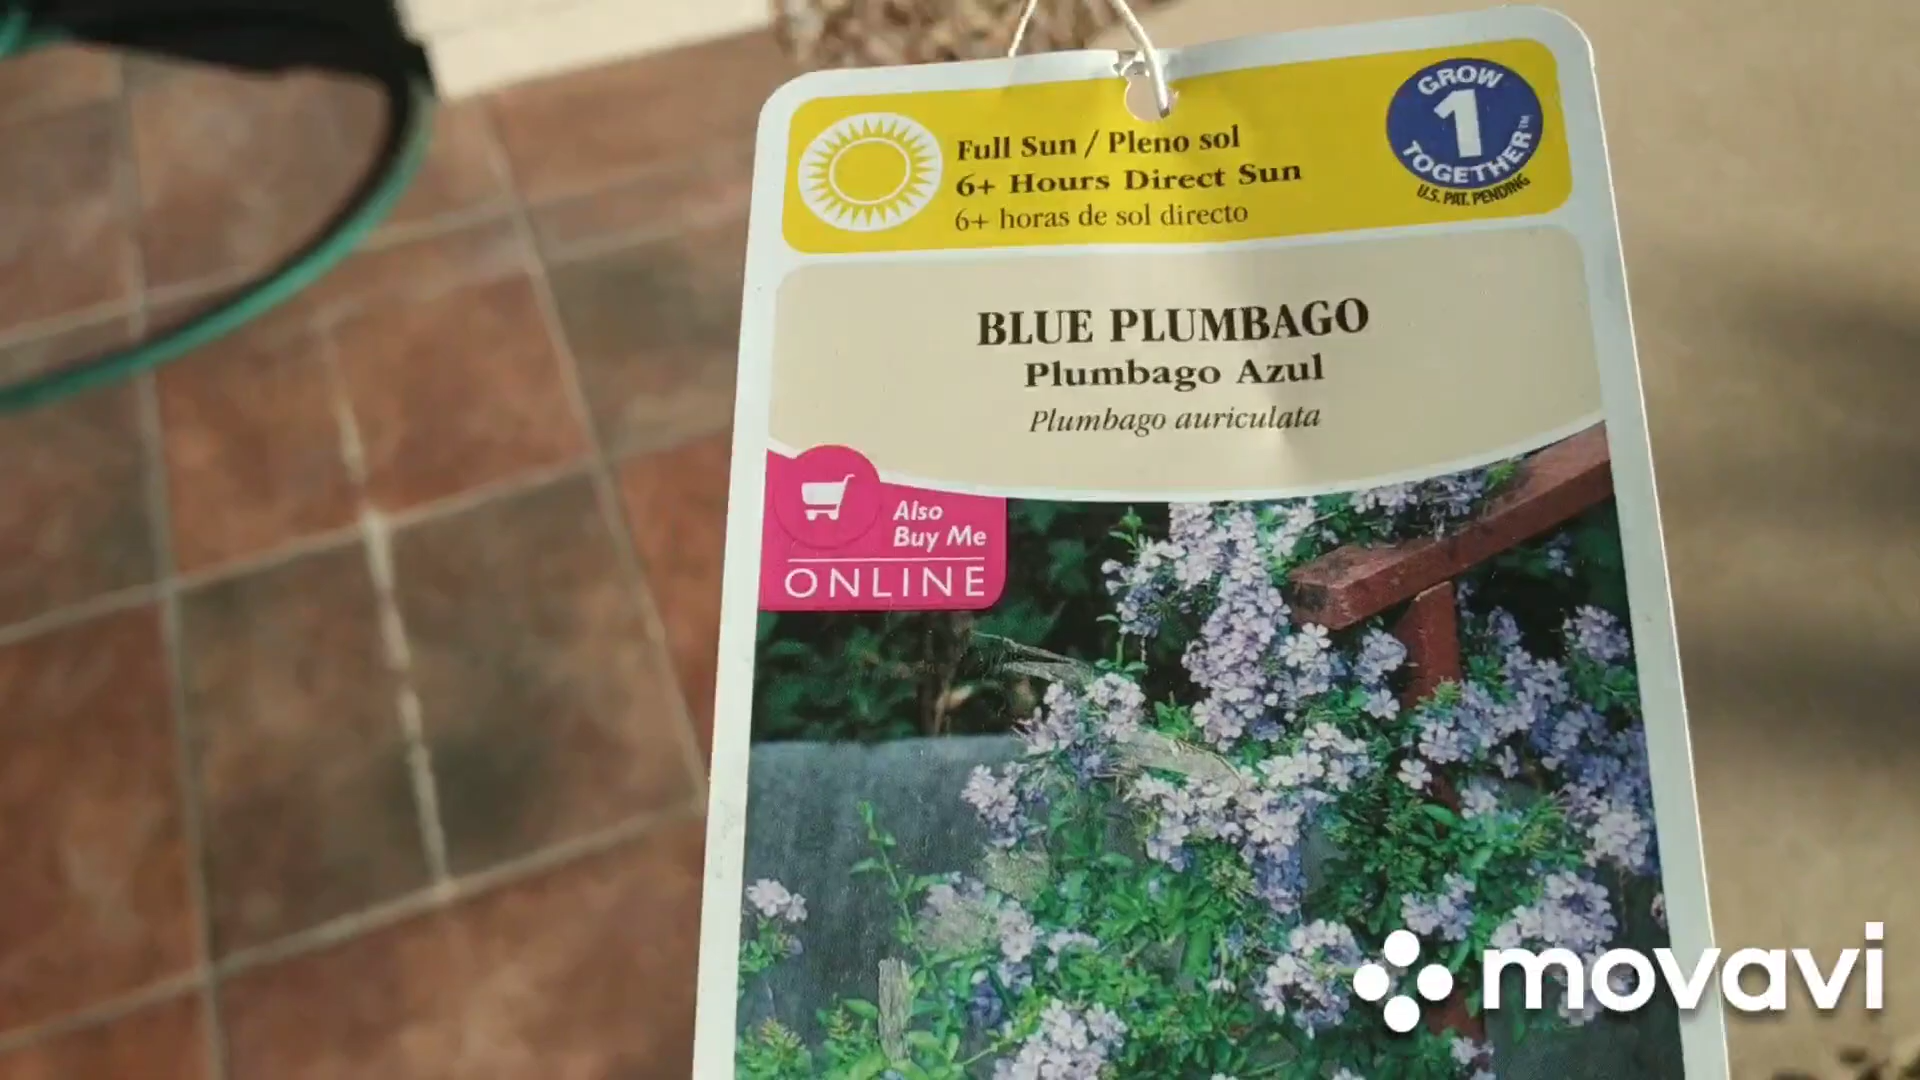 Full Sun / Pleno sol
6+ Hours Direct Sun
6+ horas de sol directo
GROW
1
TOGETHER™
U.S. PAT. PENDING
BLUE PLUMBAGO
Plumbago Azul
Plumbago auriculata
Also
Buy Me
ONLINE
movavi